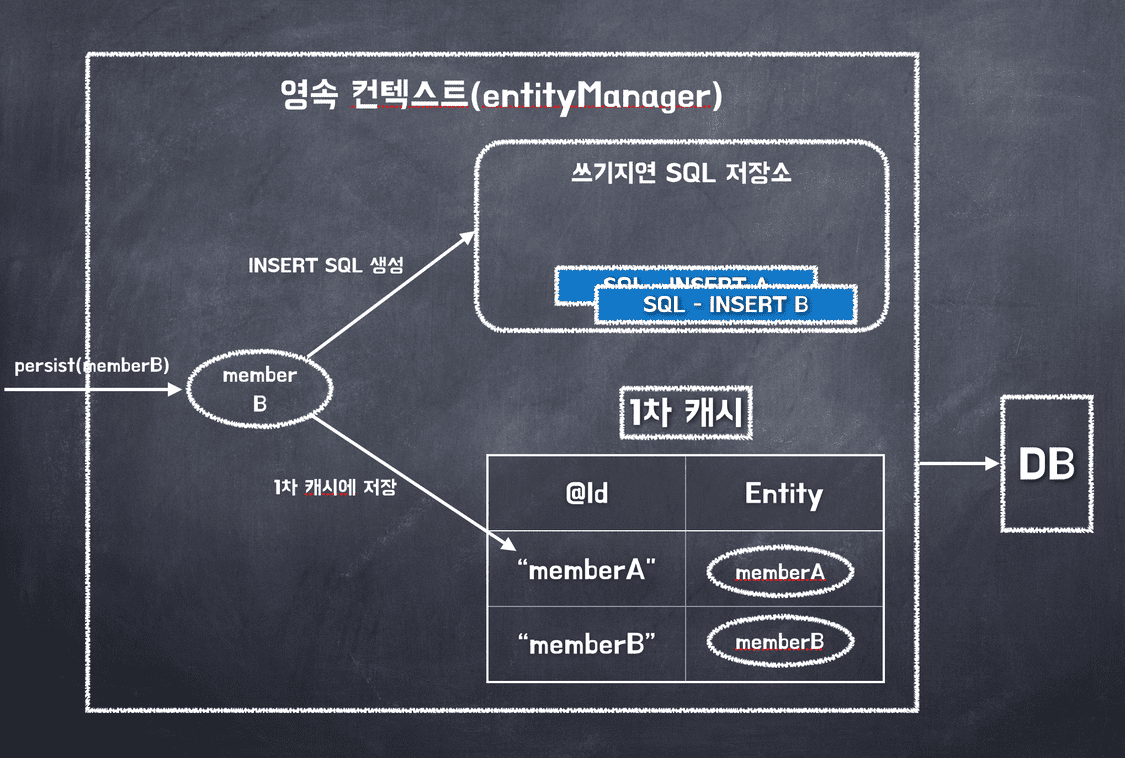 영속 컨텍스트(entityManager)
쓰기지연 SQL 저장소
INSERT SQL 생성
SQL - INSERT A
SQL - INSERT B
persist(memberB)
member
B
1차 캐시
DB
1차 캐시에 저장
@Id Entity
“memberA” memberA
“memberB” memberB